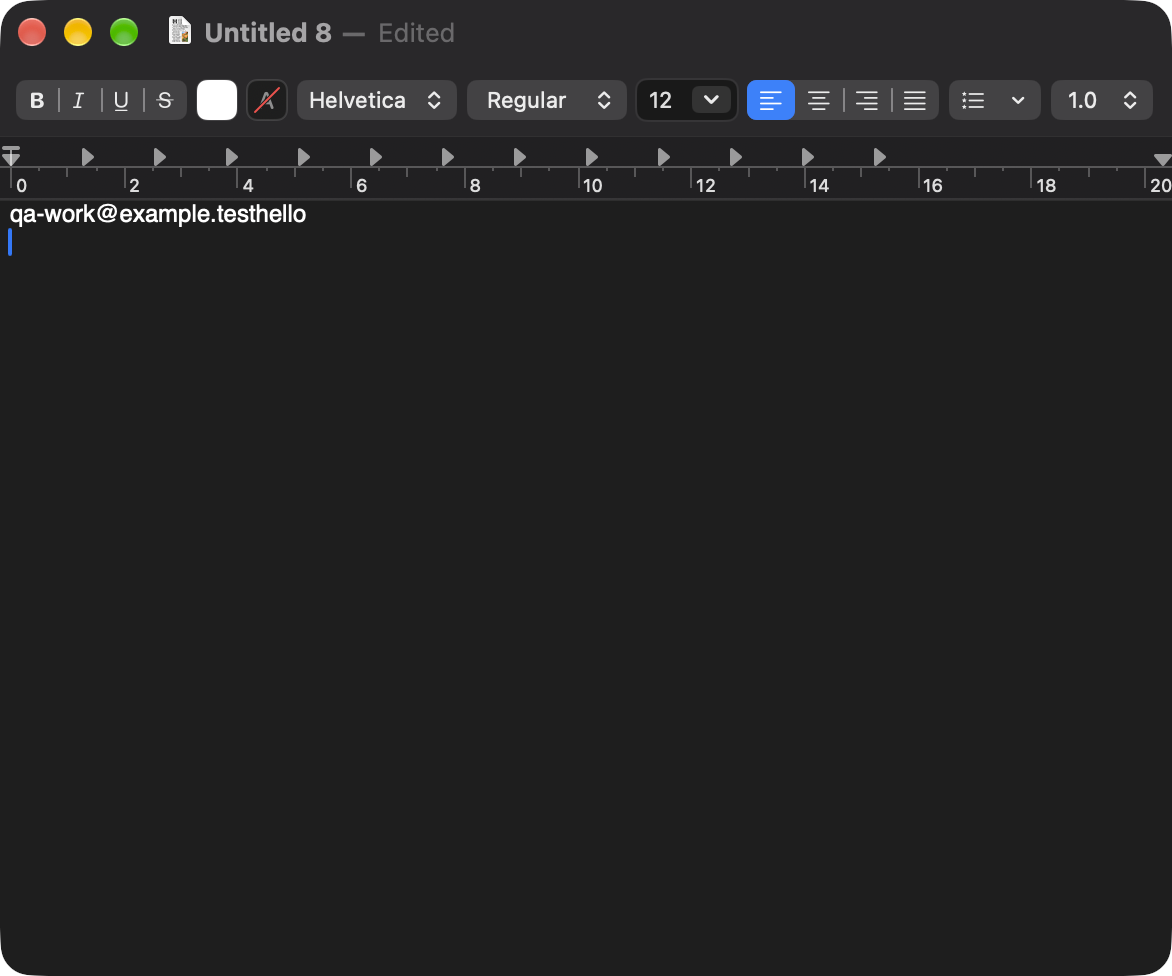 Untitled 8 — Edited
B I U S A Helvetica Regular 12 1.0
0 2 4 6 8 10 12 14 16 18 20
qa-work@example.testhello